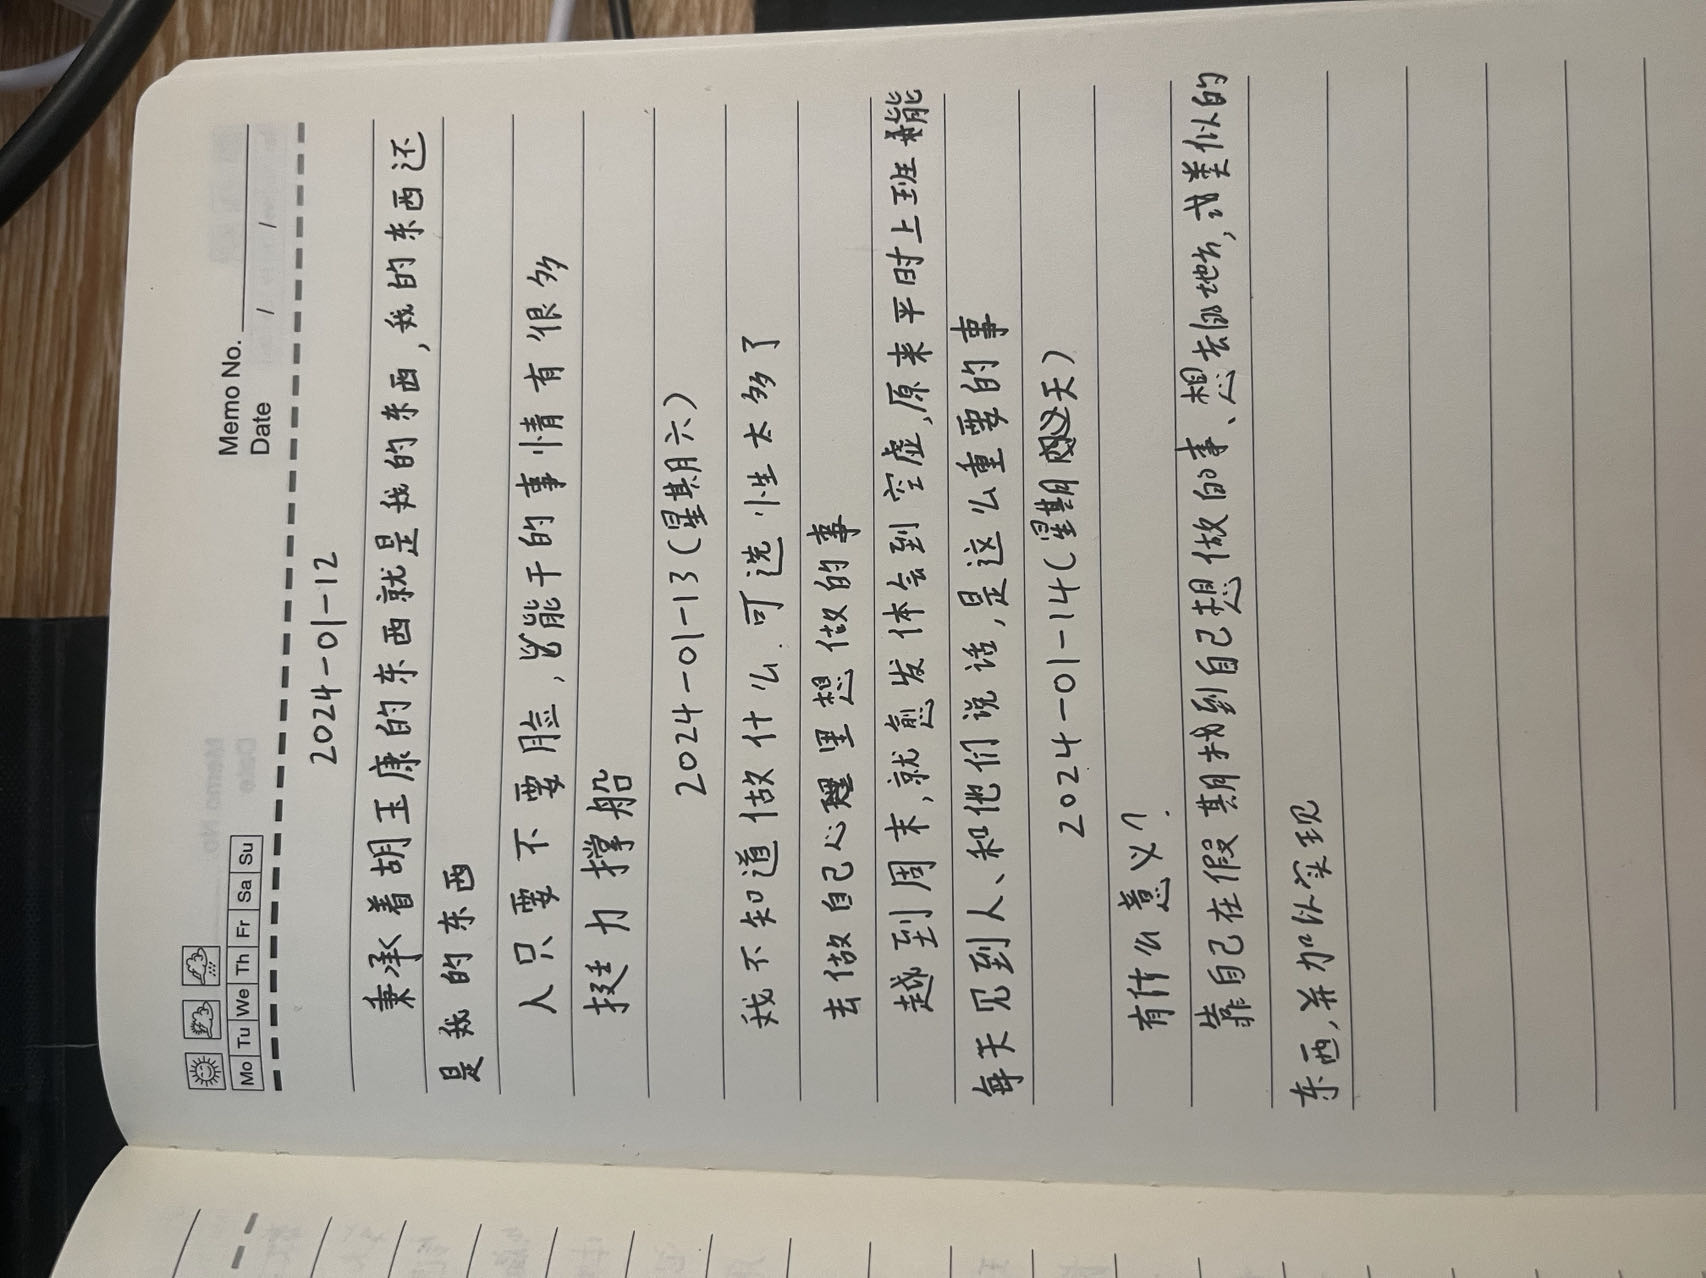 Mo Tu We Th Fr Sa Su
Memo No.
Date / /
2024-01-12
秉承着胡玉康的东西就是我的东西,我的东西还
是我的东西
人只要不要脸,能干的事情有很多
挺力撑船
2024-01-13(星期六)
我不知道做什么.可选性太多了
去做自己心里想做的事
越到周末,就愈发体会到空虚,原来平时上班能
每天见到人、和他们说话,是这么重要的事
2024-01-14(星期天)
有什么意义?
靠自己在假期找到自己想做的事、想去的地方,或类似的
东西,并加以实现